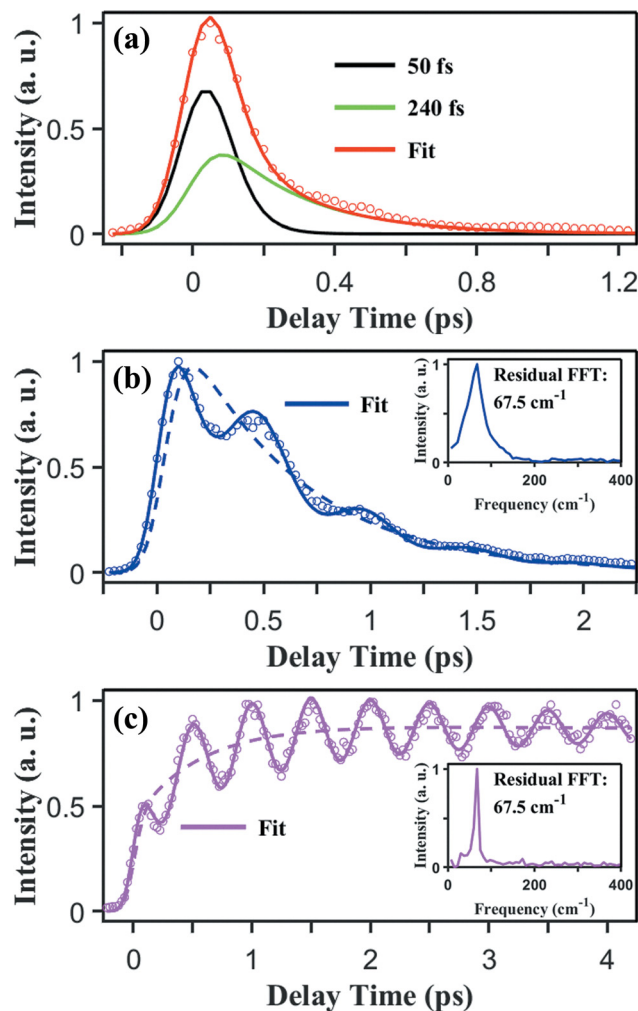 (a)
Intensity (a. u.)
1
0.5
0
50 fs
240 fs
Fit
0
0.4
0.8
1.2
Delay Time (ps)
(b)
Intensity (a. u.)
1
0.5
0
Fit
Intensity (a. u.)
1
0
Residual FFT:
67.5 cm⁻¹
0
200
400
Frequency (cm⁻¹)
0
0.5
1
1.5
2
Delay Time (ps)
(c)
Intensity (a. u.)
1
0.5
0
Fit
Intensity (a. u.)
1
0
Residual FFT:
67.5 cm⁻¹
0
200
400
Frequency (cm⁻¹)
0
1
2
3
4
Delay Time (ps)